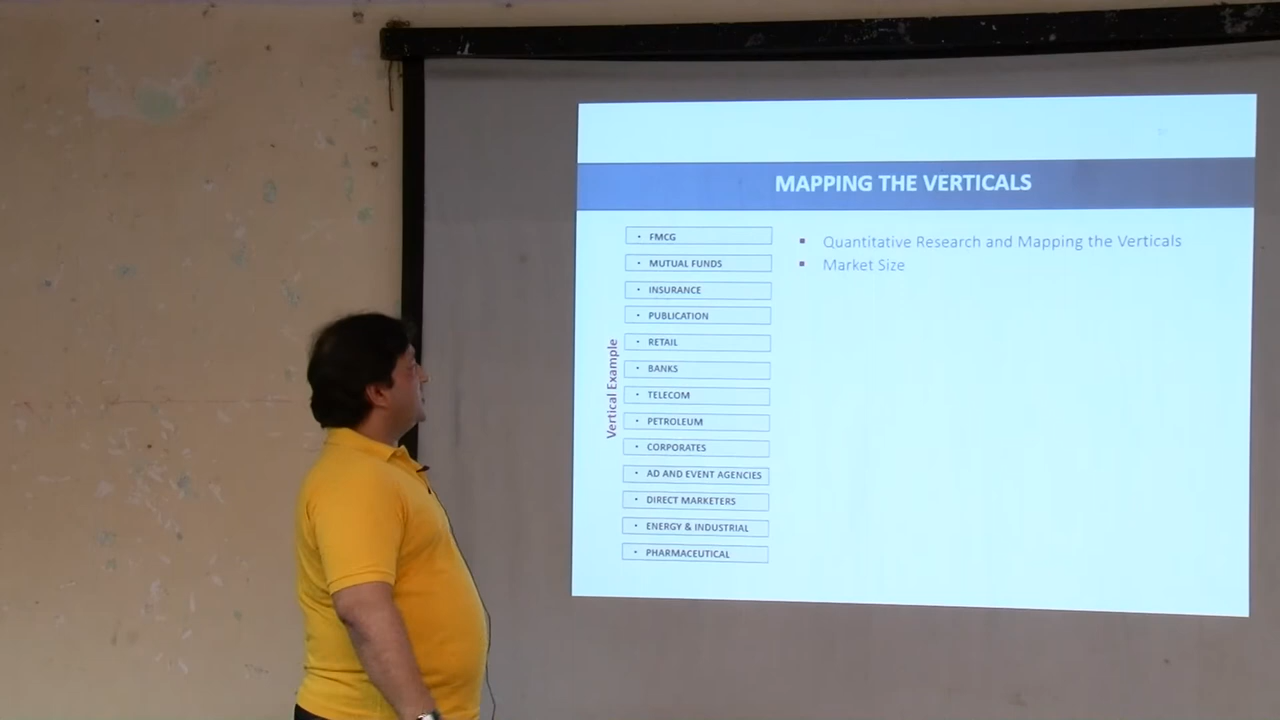 MAPPING THE VERTICALS
Vertical Example
• FMCG
• MUTUAL FUNDS
• INSURANCE
• PUBLICATION
• RETAIL
• BANKS
• TELECOM
• PETROLEUM
• CORPORATES
• AD AND EVENT AGENCIES
• DIRECT MARKETERS
• ENERGY & INDUSTRIAL
• PHARMACEUTICAL
▪ Quantitative Research and Mapping the Verticals
▪ Market Size